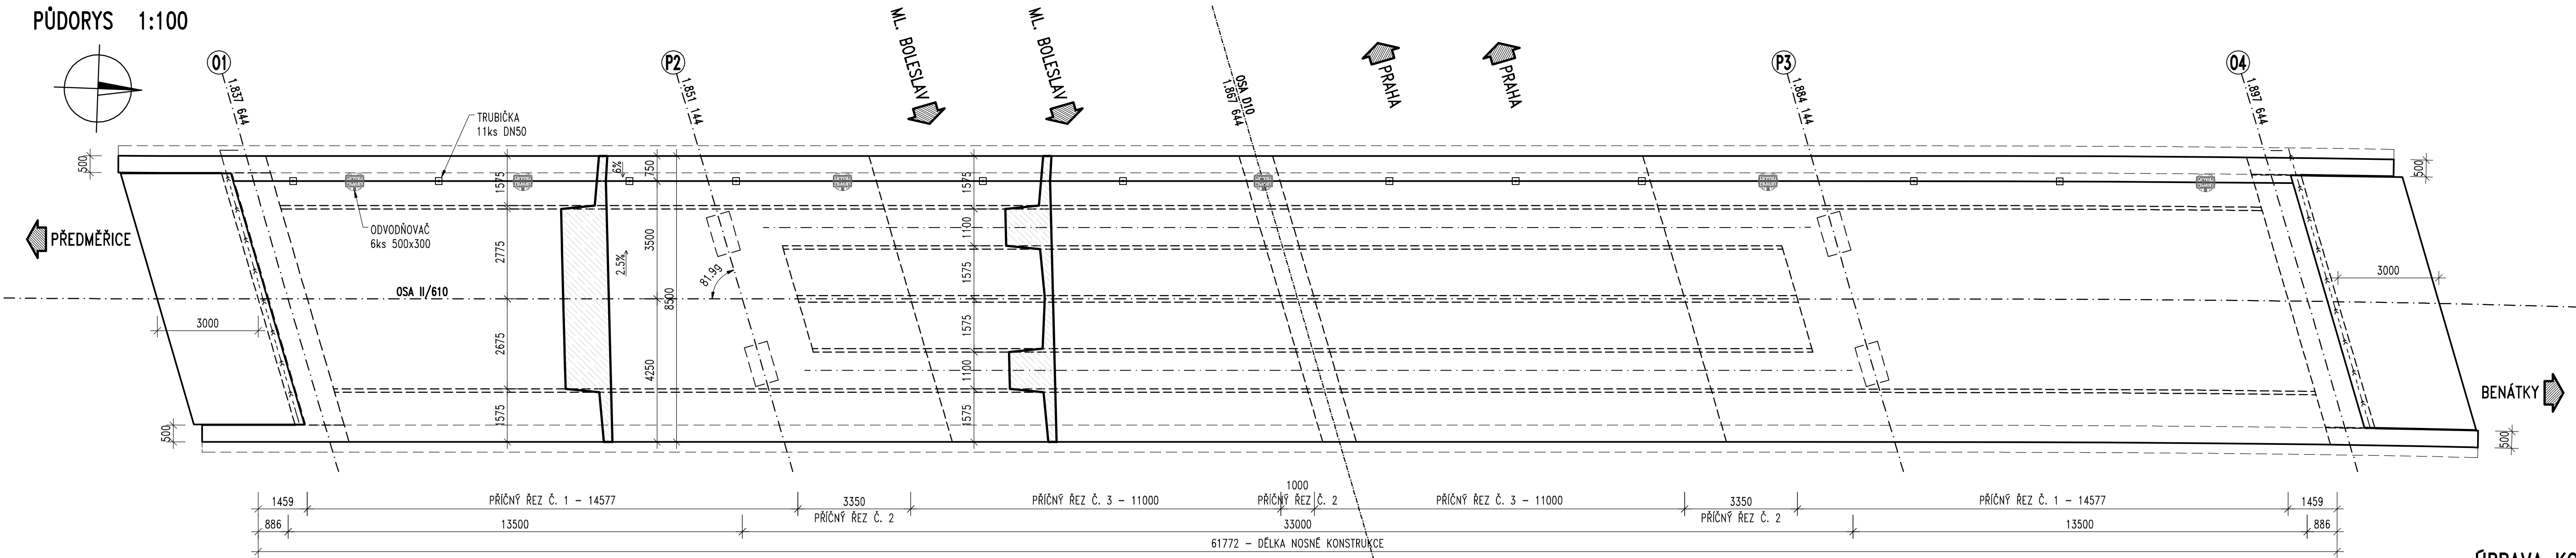 PŮDORYS 1:100
O1
P2
P3
O4
1.837 644
1.851 144
OSA D10
1.867 644
1.884 144
1.897 644
ML. BOLESLAV
ML. BOLESLAV
PRAHA
PRAHA
TRUBIČKA
11ks DN50
ODVODŇOVAČ
6ks 500x300
PŘEDMĚŘICE
BENÁTKY
OSA II/610
500
500
500
500
3000
3000
1575
2775
2675
1575
6%
2.5%
750
3500
4250
8500
81.9g
1575
1100
1575
1575
1100
1575
1459
PŘÍČNÝ ŘEZ Č. 1 - 14577
3350
PŘÍČNÝ ŘEZ Č. 2
PŘÍČNÝ ŘEZ Č. 3 - 11000
1000
PŘÍČNÝ ŘEZ Č. 2
PŘÍČNÝ ŘEZ Č. 3 - 11000
3350
PŘÍČNÝ ŘEZ Č. 2
PŘÍČNÝ ŘEZ Č. 1 - 14577
1459
886
13500
33000
13500
886
61772 - DÉLKA NOSNÉ KONSTRUKCE